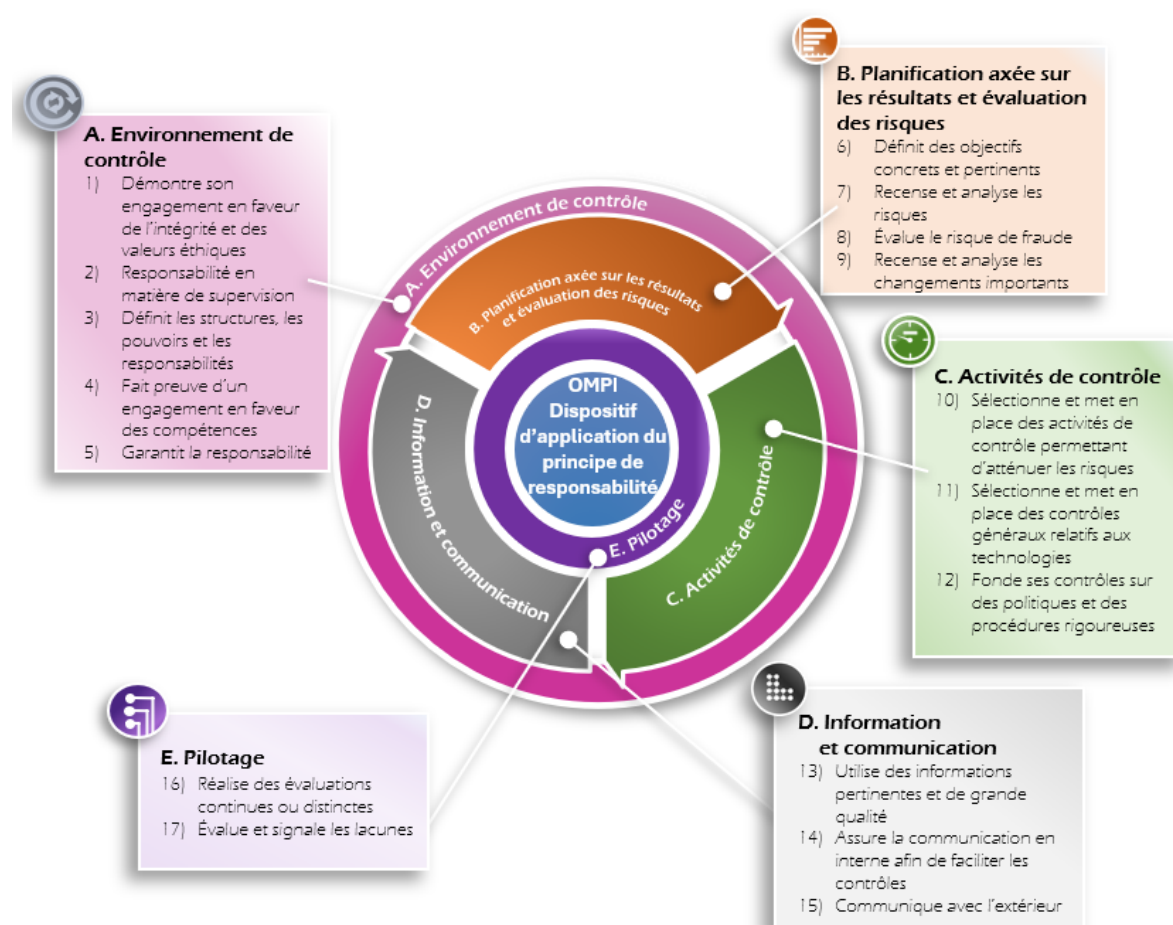 A. Environnement de
contrôle
1) Démontre son
engagement en faveur
de l'intégrité et des
valeurs éthiques
2) Responsabilité en
matière de supervision
3) Définit les structures, les
pouvoirs et les
responsabilités
4) Fait preuve d'un
engagement en faveur
des compétences
5) Garantit la responsabilité
B. Planification axée sur
les résultats et évaluation
des risques
6) Définit des objectifs
concrets et pertinents
7) Recense et analyse les
risques
8) Évalue le risque de fraude
9) Recense et analyse les
changements importants
A. Environnement de contrôle
B. Planification axée sur les résultats
et évaluation des risques
OMPI
Dispositif
d'application du
principe de
responsabilité
D. Information et communication
E. Pilotage
C. Activités de contrôle
C. Activités de contrôle
10) Sélectionne et met en
place des activités de
contrôle permettant
d'atténuer les risques
11) Sélectionne et met en
place des contrôles
généraux relatifs aux
technologies
12) Fonde ses contrôles sur
des politiques et des
procédures rigoureuses
E. Pilotage
16) Réalise des évaluations
continues ou distinctes
17) Évalue et signale les lacunes
D. Information
et communication
13) Utilise des informations
pertinentes et de grande
qualité
14) Assure la communication en
interne afin de faciliter les
contrôles
15) Communique avec l'extérieur